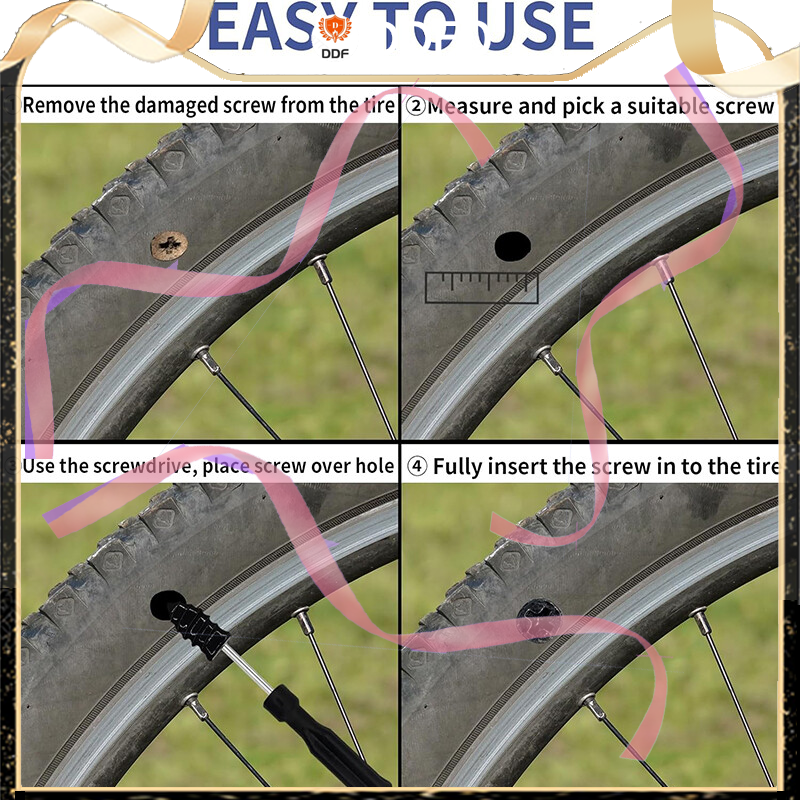 EASY TO USE
D
DDF
Remove the damaged screw from the tire
②Measure and pick a suitable screw
Use the screwdrive, place screw over hole
④ Fully insert the screw in to the tire